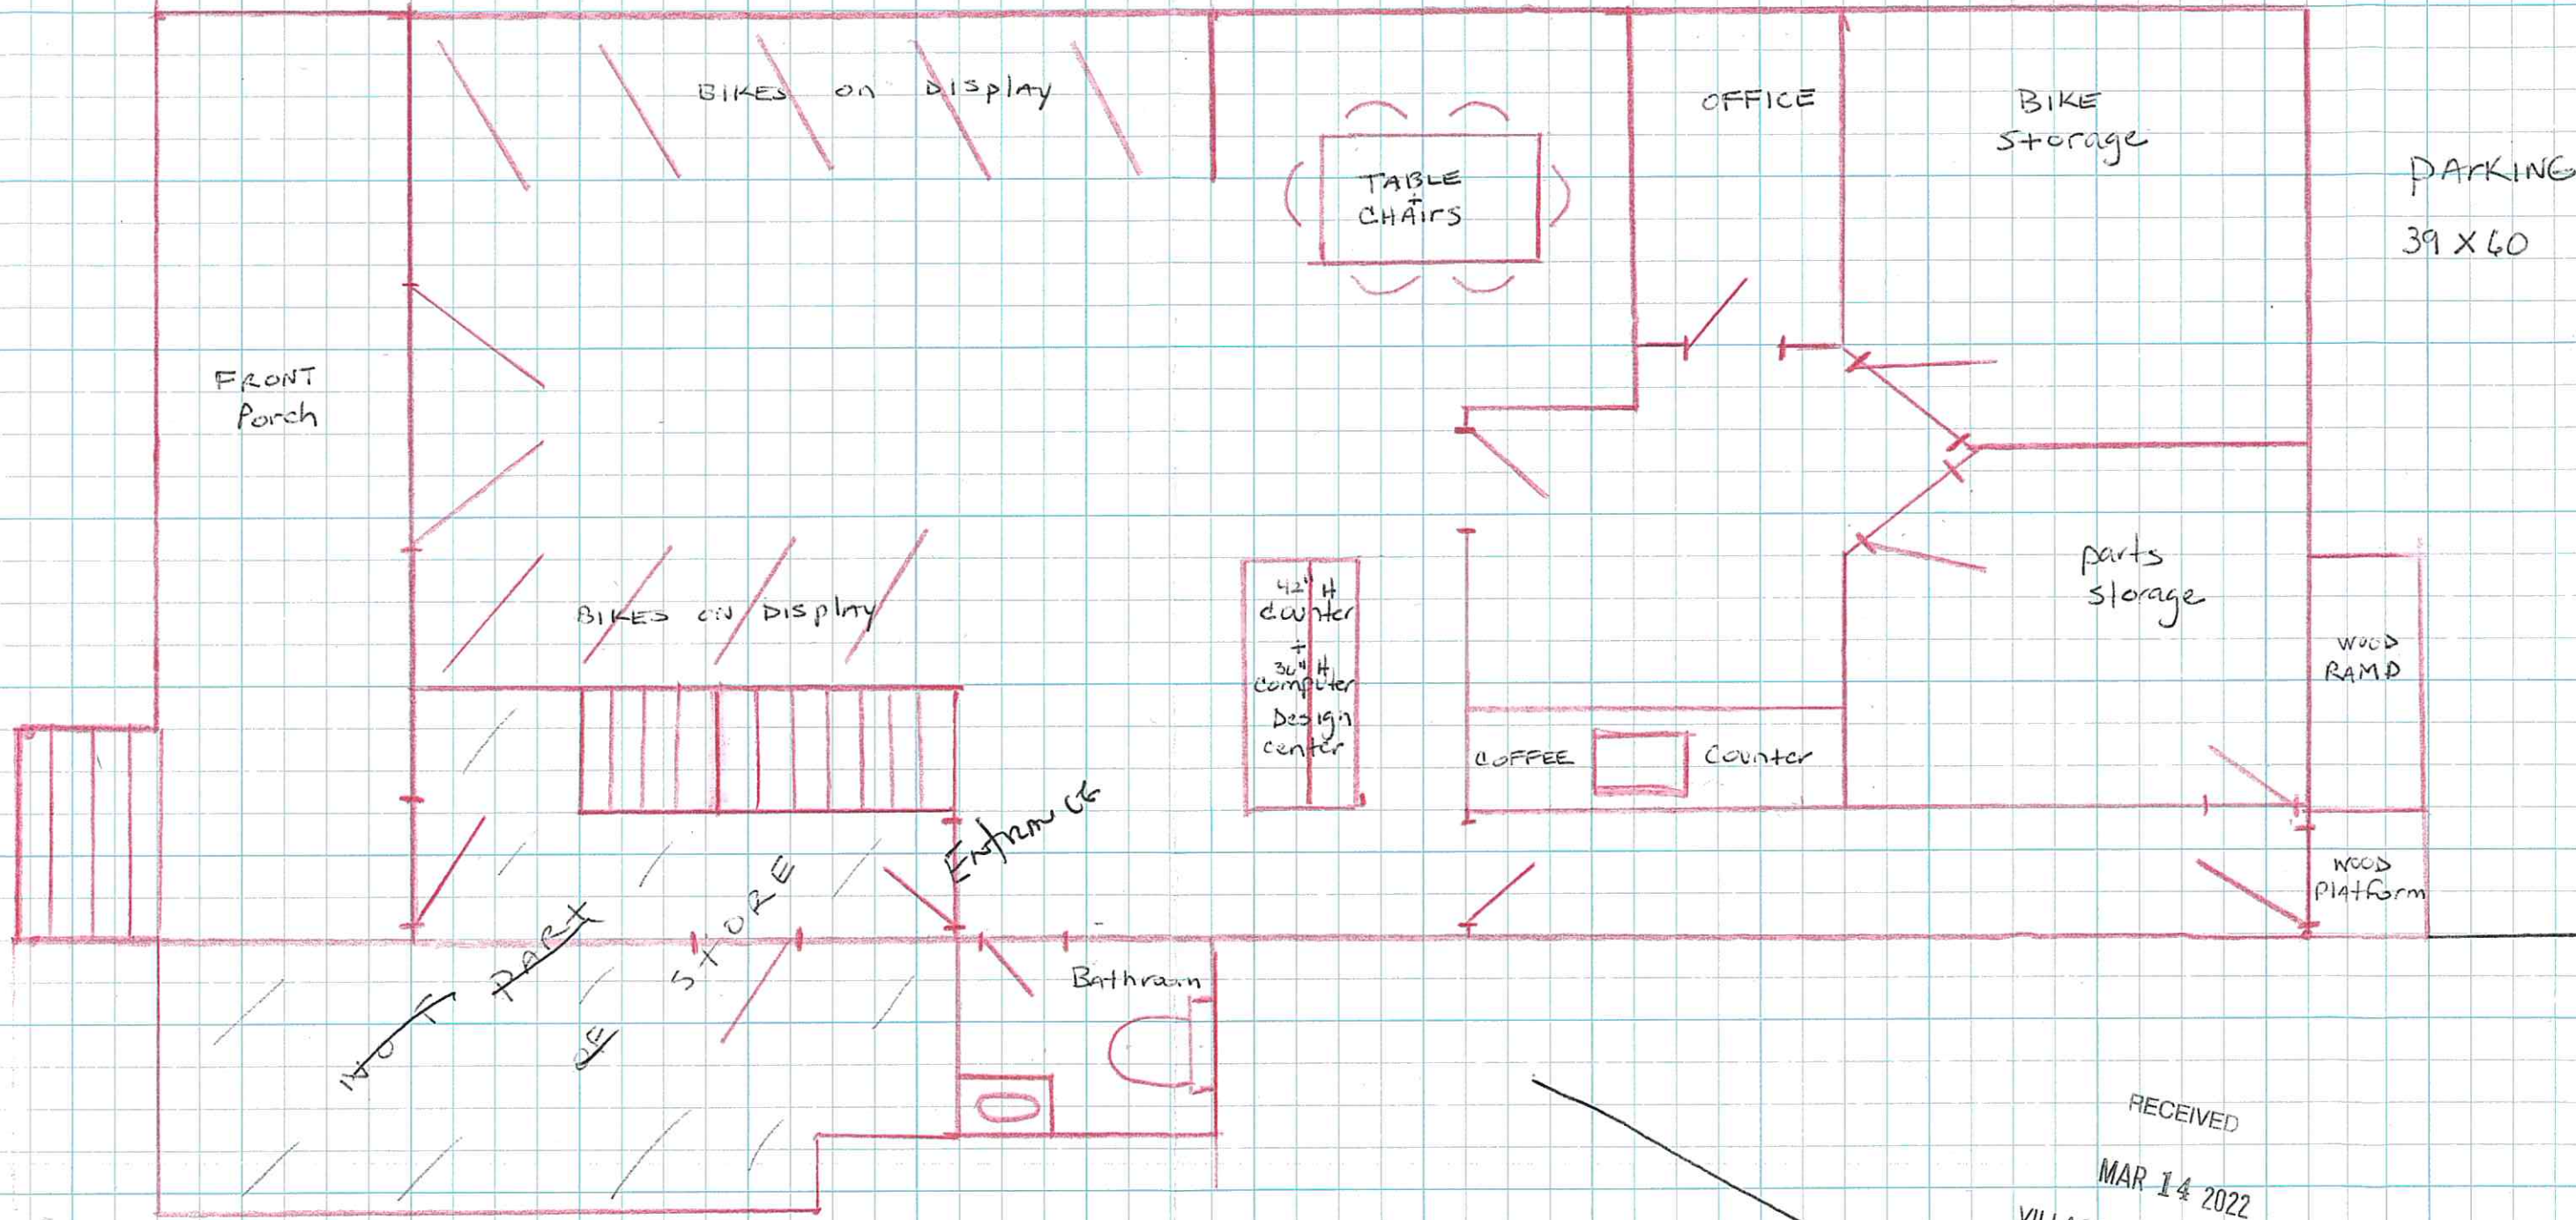 BIKES on Display
OFFICE
BIKE
Storage
PARKING
39 X 60
TABLE
+
CHAIrS
FRONT
Porch
BIKES ON DISplAy
42" H
Counter
+
36" H
Computer
Design
center
parts
storage
WOOD
RAMP
COFFEE
Counter
ENtRANCE
WOOD
PlAtform
NOT PART
OF
STORE
Bathroom
RECEIVED
MAR 14 2022